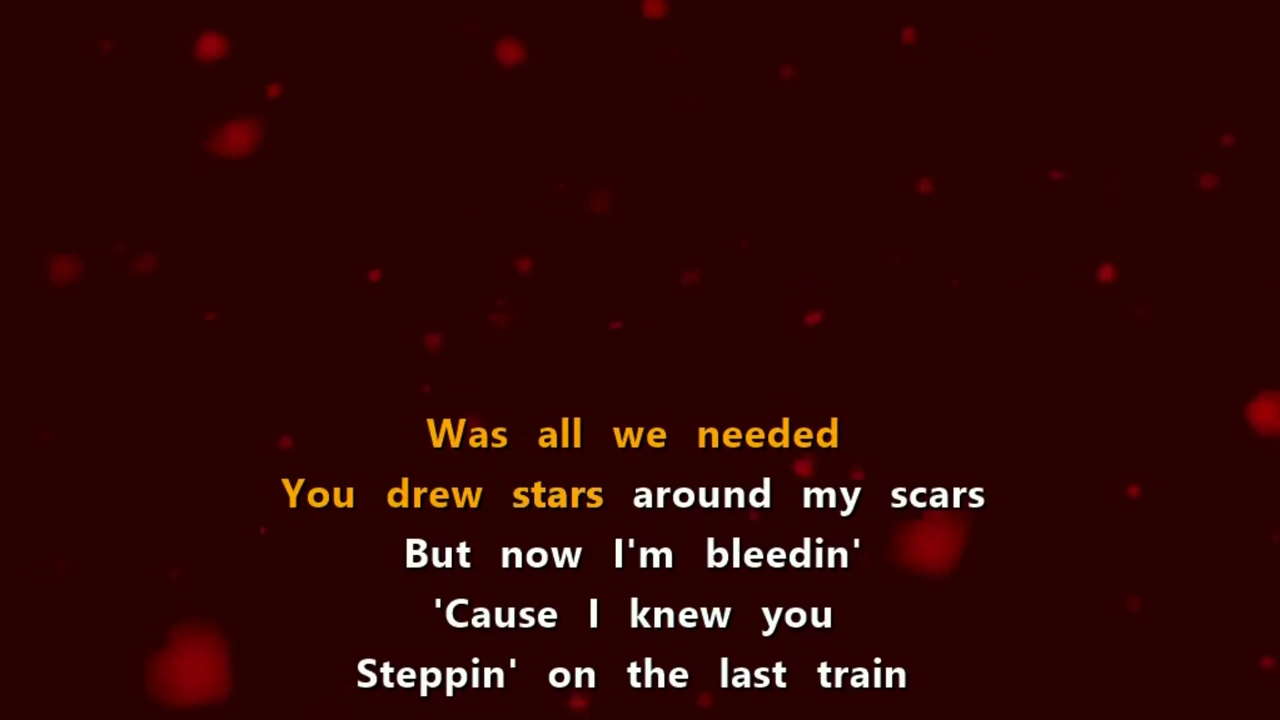 Was all we needed
You drew stars around my scars
But now I'm bleedin'
'Cause I knew you
Steppin' on the last train